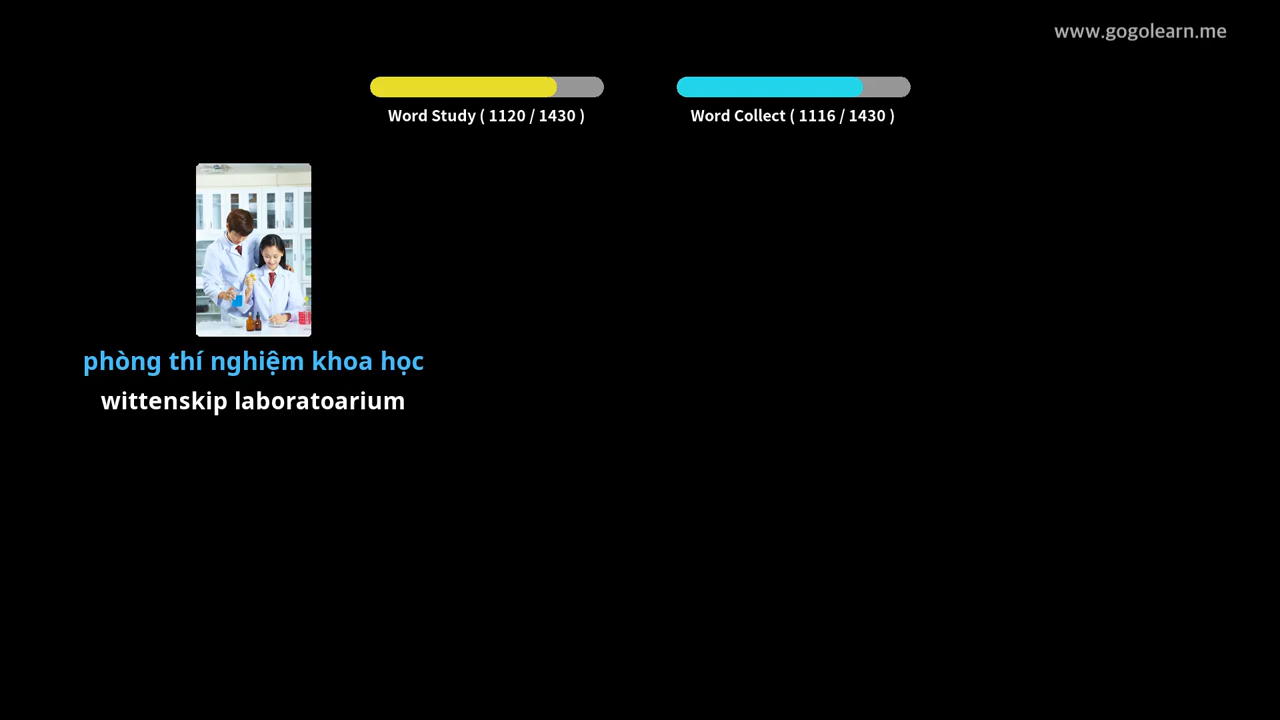 www.gogolearn.me
Word Study ( 1120 / 1430 )
Word Collect ( 1116 / 1430 )
phòng thí nghiệm khoa học
wittenskip laboratoarium